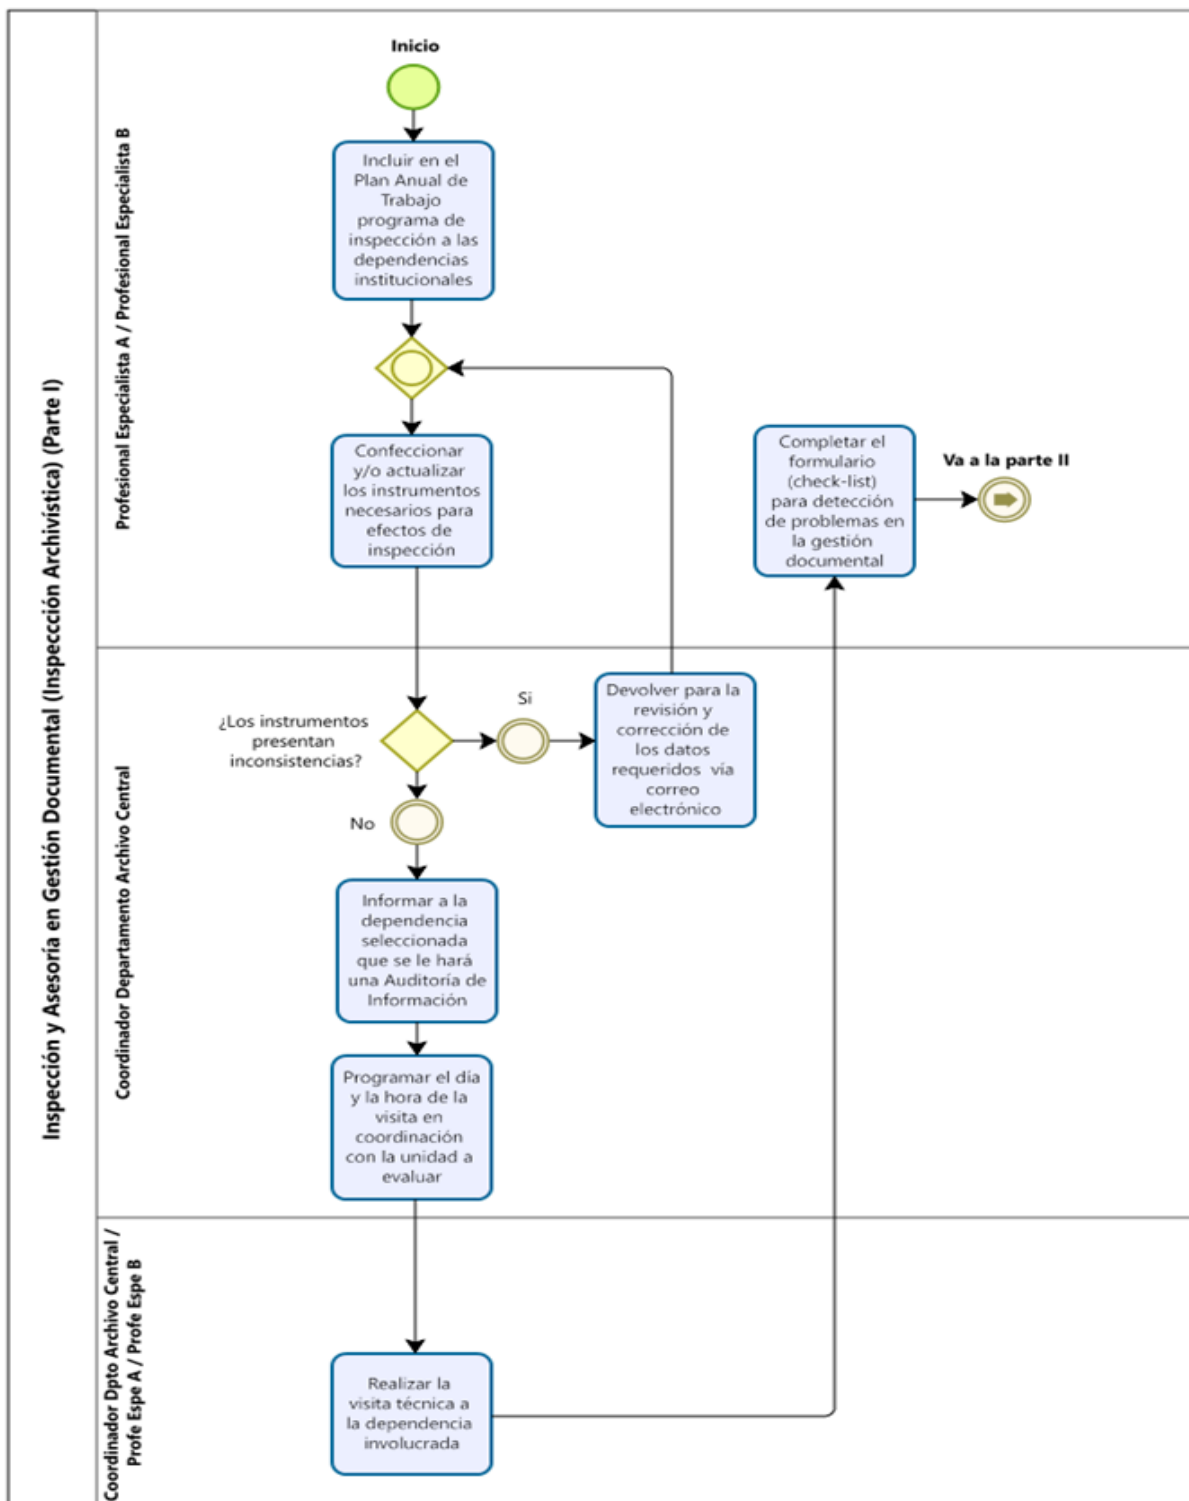 Inspección y Asesoría en Gestión Documental (Inspeccción Archivística) (Parte I)
Profesional Especialista A / Profesional Especialista B
Inicio
Incluir en el
Plan Anual de
Trabajo
programa de
inspección a las
dependencias
institucionales
Confeccionar
y/o actualizar
los instrumentos
necesarios para
efectos de
inspección
Completar el
formulario
(check-list)
para detección
de problemas en
la gestión
documental
Va a la parte II
Coordinador Departamento Archivo Central
¿Los instrumentos
presentan
inconsistencias?
Si
Devolver para la
revisión y
corrección de
los datos
requeridos vía
correo
electrónico
No
Informar a la
dependencia
seleccionada
que se le hará
una Auditoría de
Información
Programar el día
y la hora de la
visita en
coordinación
con la unidad a
evaluar
Coordinador Dpto Archivo Central /
Profe Espe A / Profe Espe B
Realizar la
visita técnica a
la dependencia
involucrada